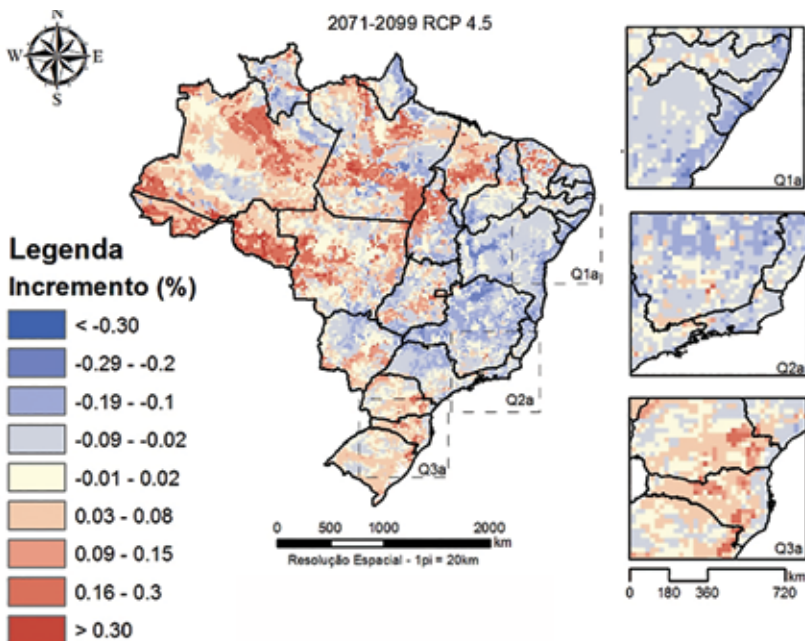 2071-2099 RCP 4.5
N
W
E
S
Q1a
Q2a
Q3a
Legenda
Incremento (%)
< -0.30
-0.29 - -0.2
-0.19 - -0.1
-0.09 - -0.02
-0.01 - 0.02
0.03 - 0.08
0.09 - 0.15
0.16 - 0.3
> 0.30
0 500 1000 2000
km
Resolução Espacial - 1pi = 20km
Q1a
Q2a
Q3a
km
0 180 360 720